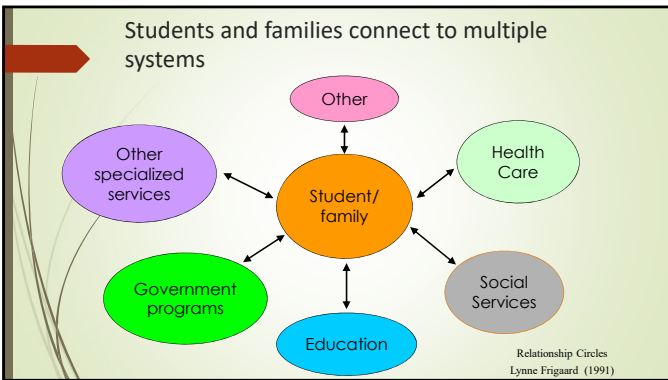 Students and families connect to multiple
systems
Other
Other
specialized
services
Health
Care
Student/
family
Government
programs
Social
Services
Education
Relationship Circles
Lynne Frigaard (1991)